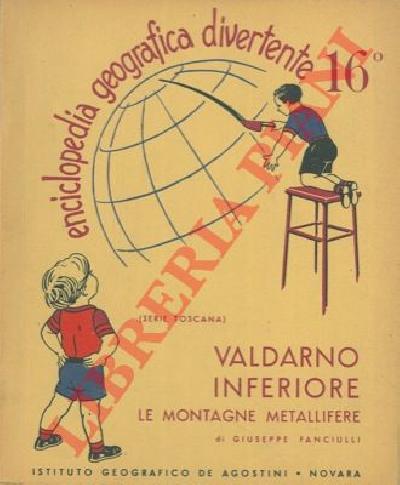 enciclopedia geografica divertente 16°
(SERIE TOSCANA)
VALDARNO
INFERIORE
LE MONTAGNE METALLIFERE
di GIUSEPPE FANCIULLI
ISTITUTO GEOGRAFICO DE AGOSTINI • NOVARA
LIBRERIA PIANI